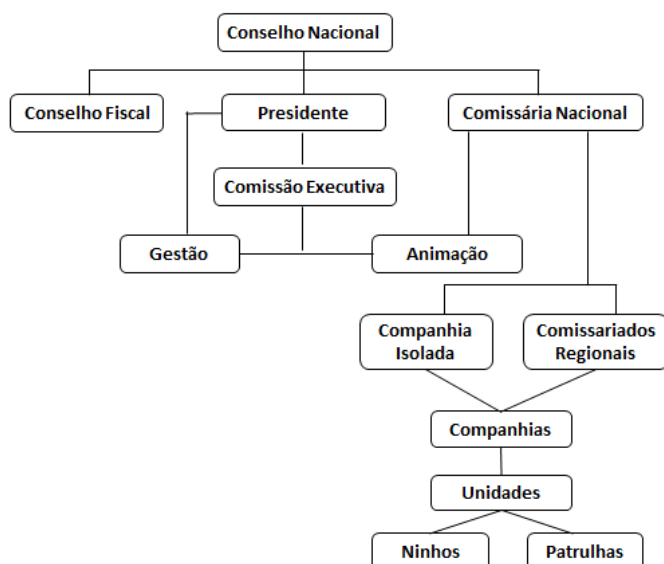 Conselho Nacional
Conselho Fiscal
Presidente
Comissária Nacional
Comissão Executiva
Gestão
Animação
Companhia
Isolada
Comissariados
Regionais
Companhias
Unidades
Ninhos
Patrulhas